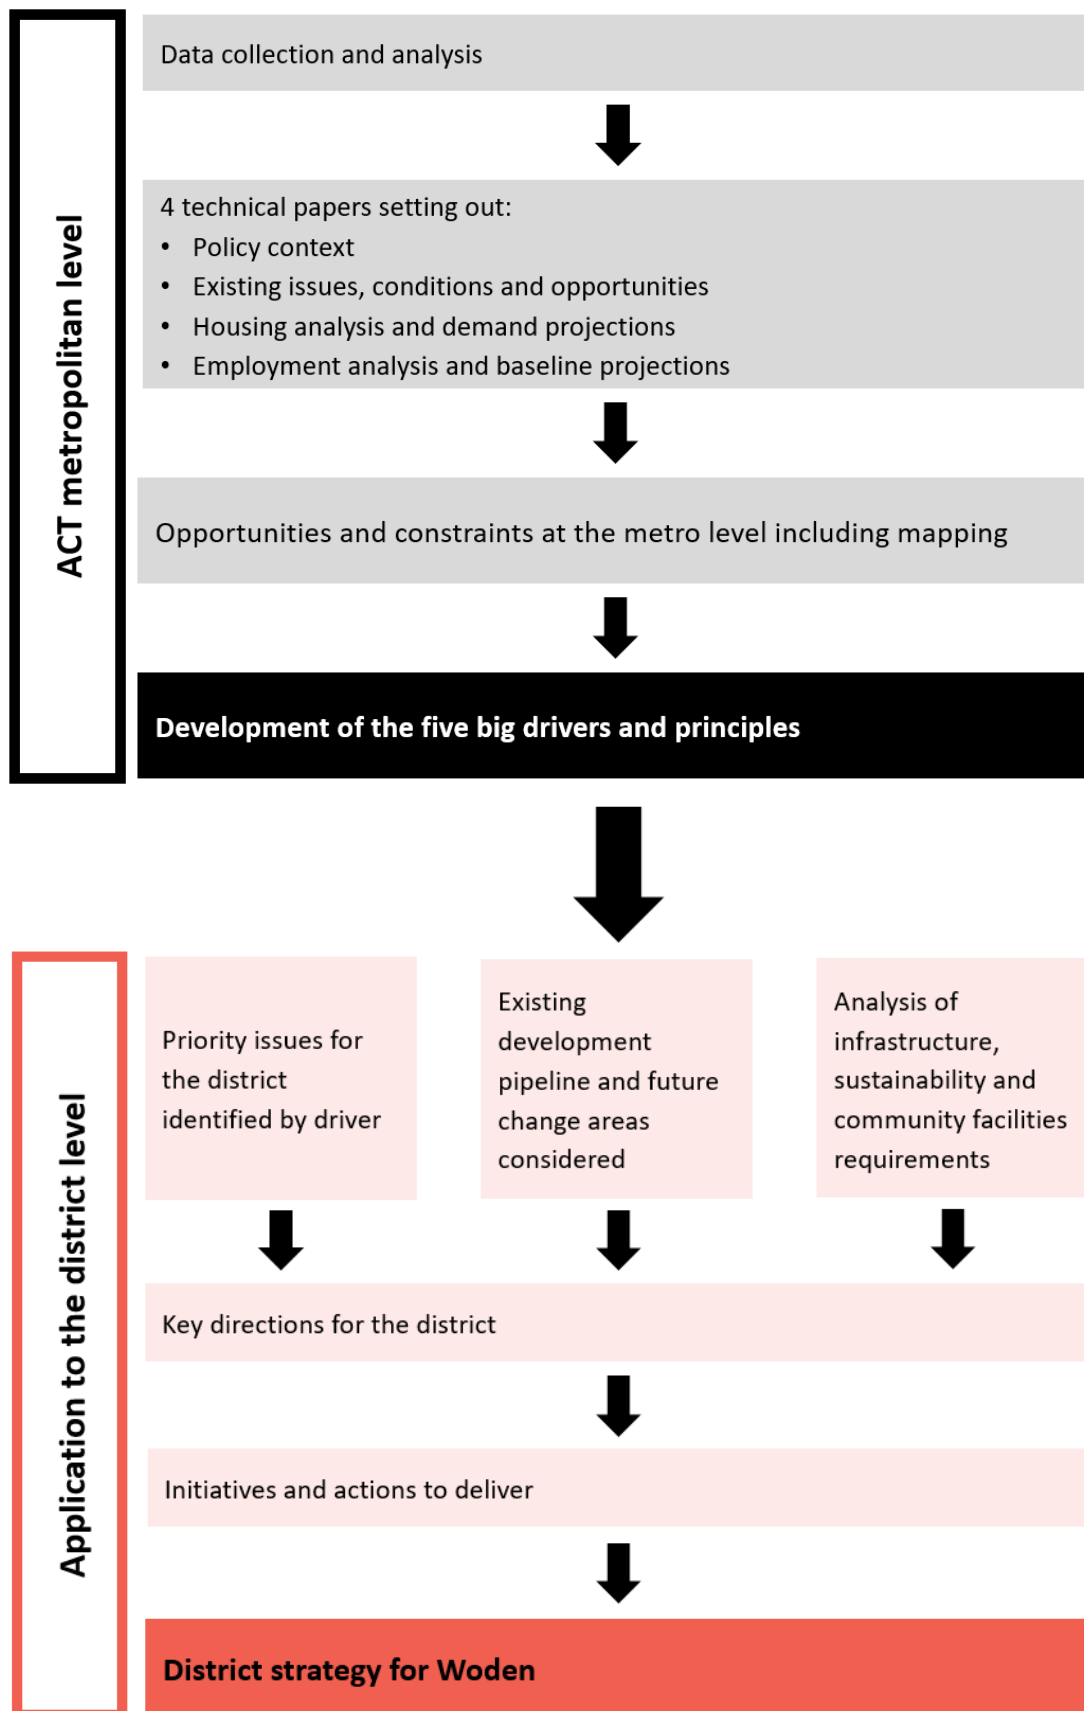 ACT metropolitan level
Data collection and analysis
4 technical papers setting out:
• Policy context
• Existing issues, conditions and opportunities
• Housing analysis and demand projections
• Employment analysis and baseline projections
Opportunities and constraints at the metro level including mapping
Development of the five big drivers and principles
Application to the district level
Priority issues for
the district
identified by driver
Existing
development
pipeline and future
change areas
considered
Analysis of
infrastructure,
sustainability and
community facilities
requirements
Key directions for the district
Initiatives and actions to deliver
District strategy for Woden